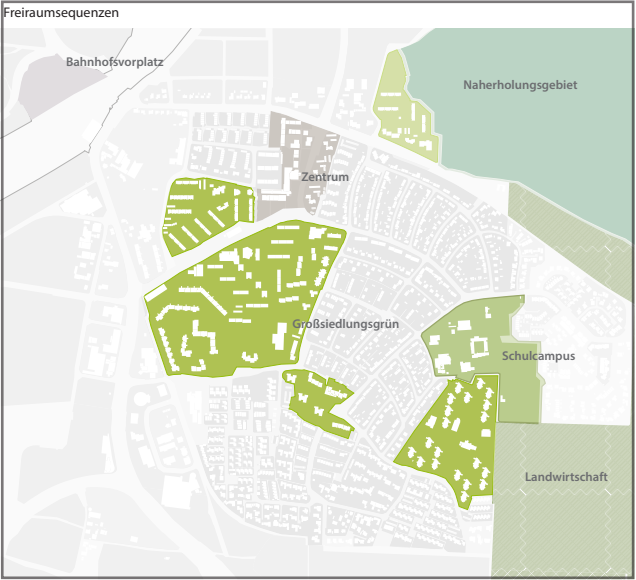 Freiraumsequenzen
Bahnhofsvorplatz
Naherholungsgebiet
Zentrum
Großsiedlungsgrün
Schulcampus
Landwirtschaft